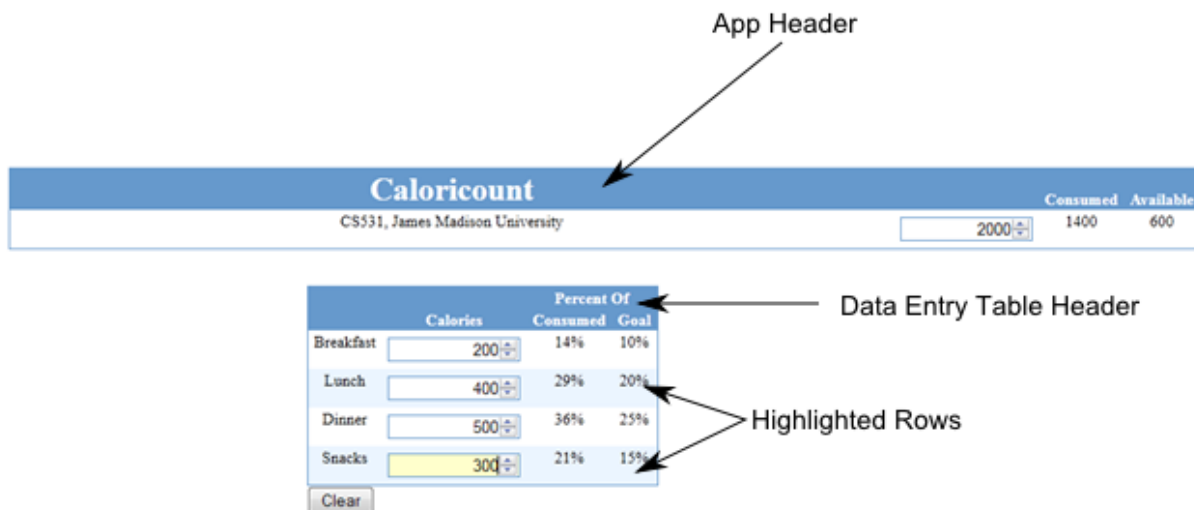 App Header
Caloricount
Consumed Available
CS531, James Madison University 2000 1400 600
Percent Of
Data Entry Table Header
Calories Consumed Goal
Breakfast 200 14% 10%
Lunch 400 29% 20%
Highlighted Rows
Dinner 500 36% 25%
Snacks 300 21% 15%
Clear